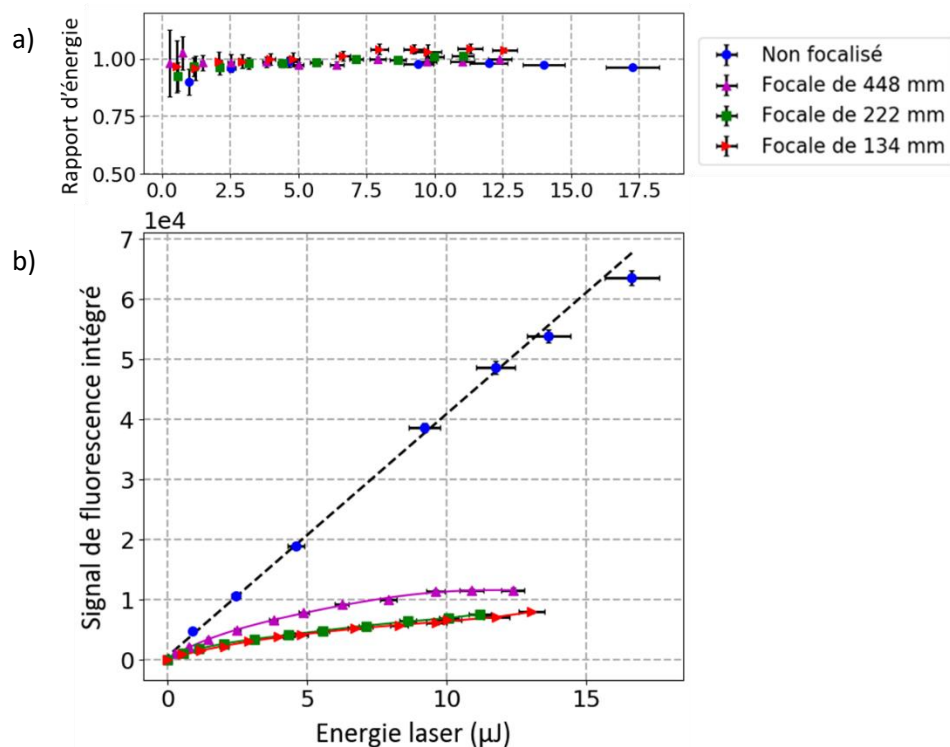 a)
Rapport d’énergie
1.00
0.75
0.50
0.0 2.5 5.0 7.5 10.0 12.5 15.0 17.5
Non focalisé
Focale de 448 mm
Focale de 222 mm
Focale de 134 mm
b)
1e4
Signal de fluorescence intégré
7
6
5
4
3
2
1
0
0 5 10 15
Energie laser (µJ)